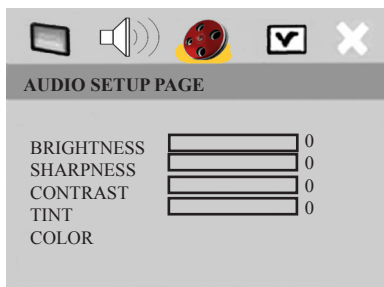 AUDIO SETUP PAGE
BRIGHTNESS 0
SHARPNESS 0
CONTRAST 0
TINT 0
COLOR